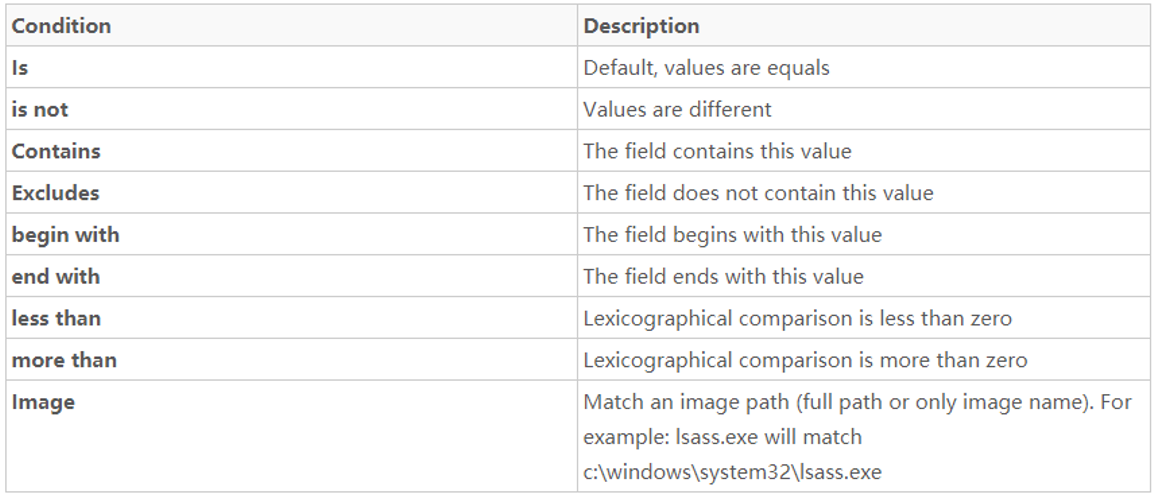 Condition Description
Is Default, values are equals
is not Values are different
Contains The field contains this value
Excludes The field does not contain this value
begin with The field begins with this value
end with The field ends with this value
less than Lexicographical comparison is less than zero
more than Lexicographical comparison is more than zero
Image Match an image path (full path or only image name). For
example: lsass.exe will match
c:\windows\system32\lsass.exe